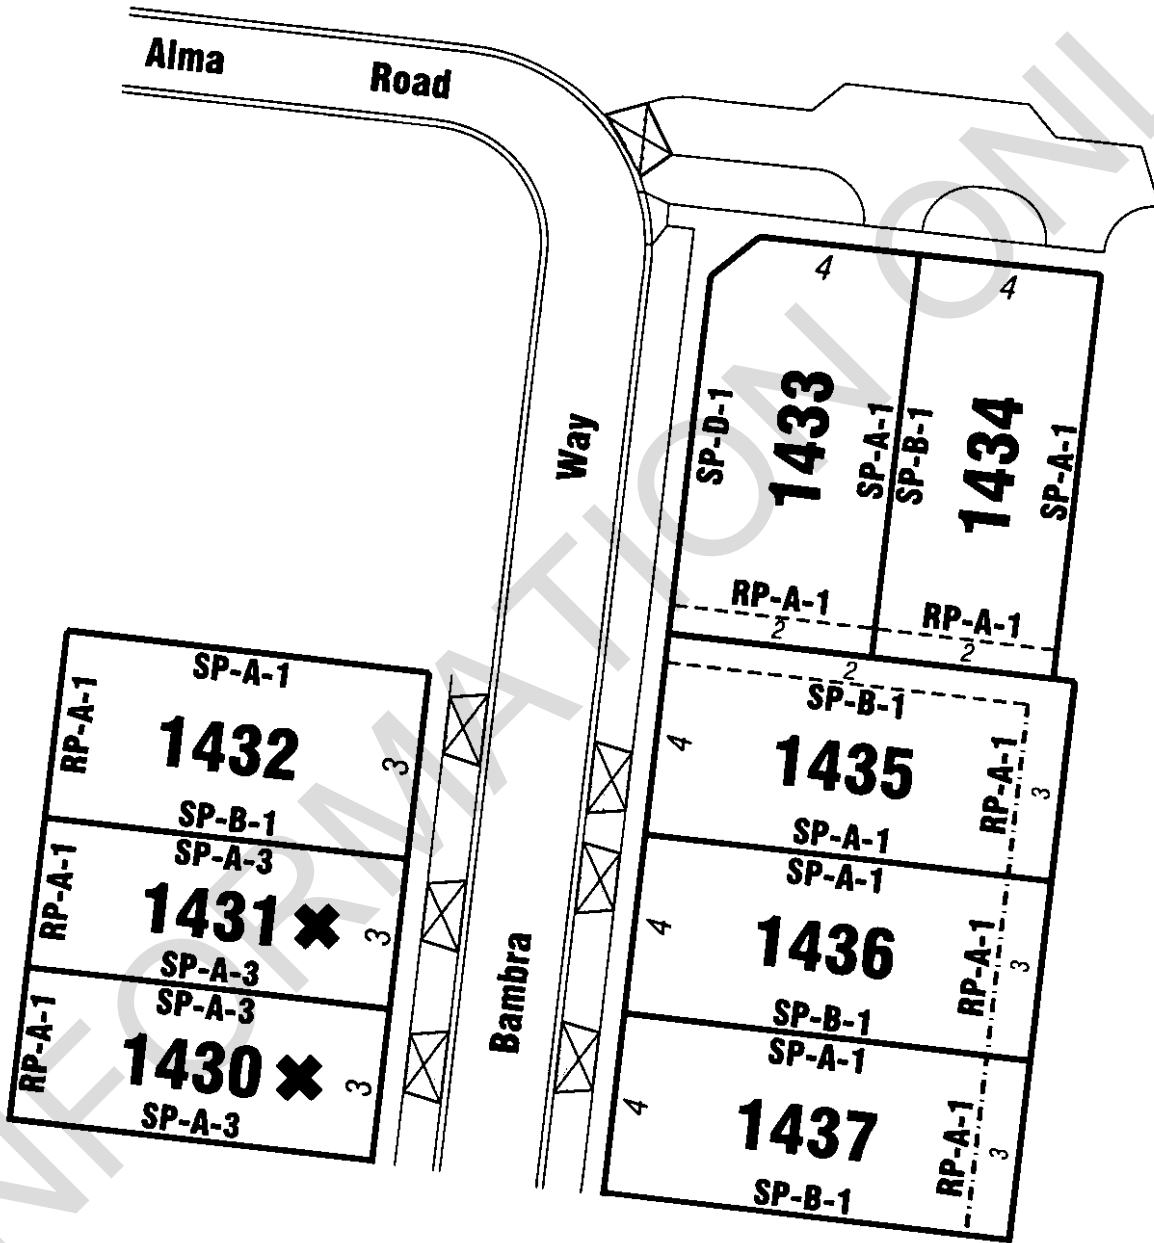 Alma Road
4
4
SP-D-1
1433
SP-A-1
SP-B-1
1434
SP-A-1
Way
RP-A-1
RP-A-1
2
2
SP-A-1
RP-A-1
1432
3
SP-B-1
2
SP-B-1
4
1435
RP-A-1
3
SP-A-1
SP-A-3
RP-A-1
1431
3
SP-A-3
SP-A-1
4
1436
RP-A-1
3
SP-B-1
SP-A-3
RP-A-1
1430
3
SP-A-3
Bambra
SP-A-1
4
1437
RP-A-1
3
SP-B-1
NFORMATION ONL